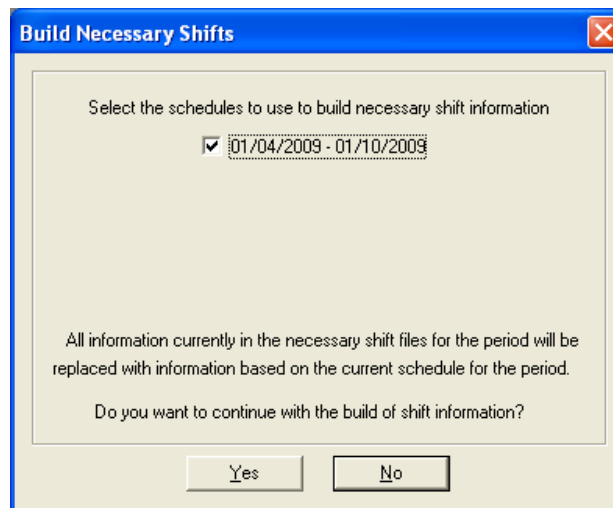 Build Necessary Shifts
Select the schedules to use to build necessary shift information
01/04/2009 - 01/10/2009
All information currently in the necessary shift files for the period will be
replaced with information based on the current schedule for the period.
Do you want to continue with the build of shift information?
Yes No